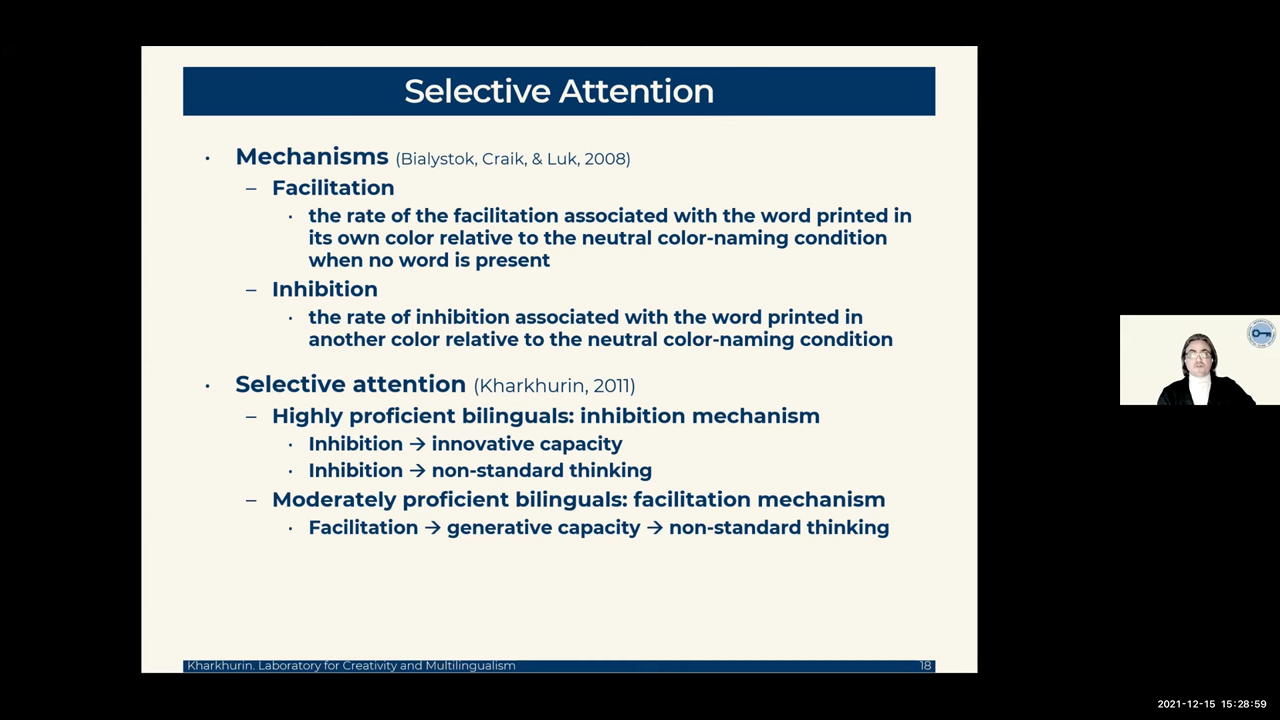 Selective Attention
· Mechanisms (Bialystok, Craik, & Luk, 2008)
– Facilitation
· the rate of the facilitation associated with the word printed in
its own color relative to the neutral color-naming condition
when no word is present
– Inhibition
· the rate of inhibition associated with the word printed in
another color relative to the neutral color-naming condition
· Selective attention (Kharkhurin, 2011)
– Highly proficient bilinguals: inhibition mechanism
· Inhibition → innovative capacity
· Inhibition → non-standard thinking
– Moderately proficient bilinguals: facilitation mechanism
· Facilitation → generative capacity → non-standard thinking
Kharkhurin. Laboratory for Creativity and Multilingualism 18
2021-12-15 15:28:59